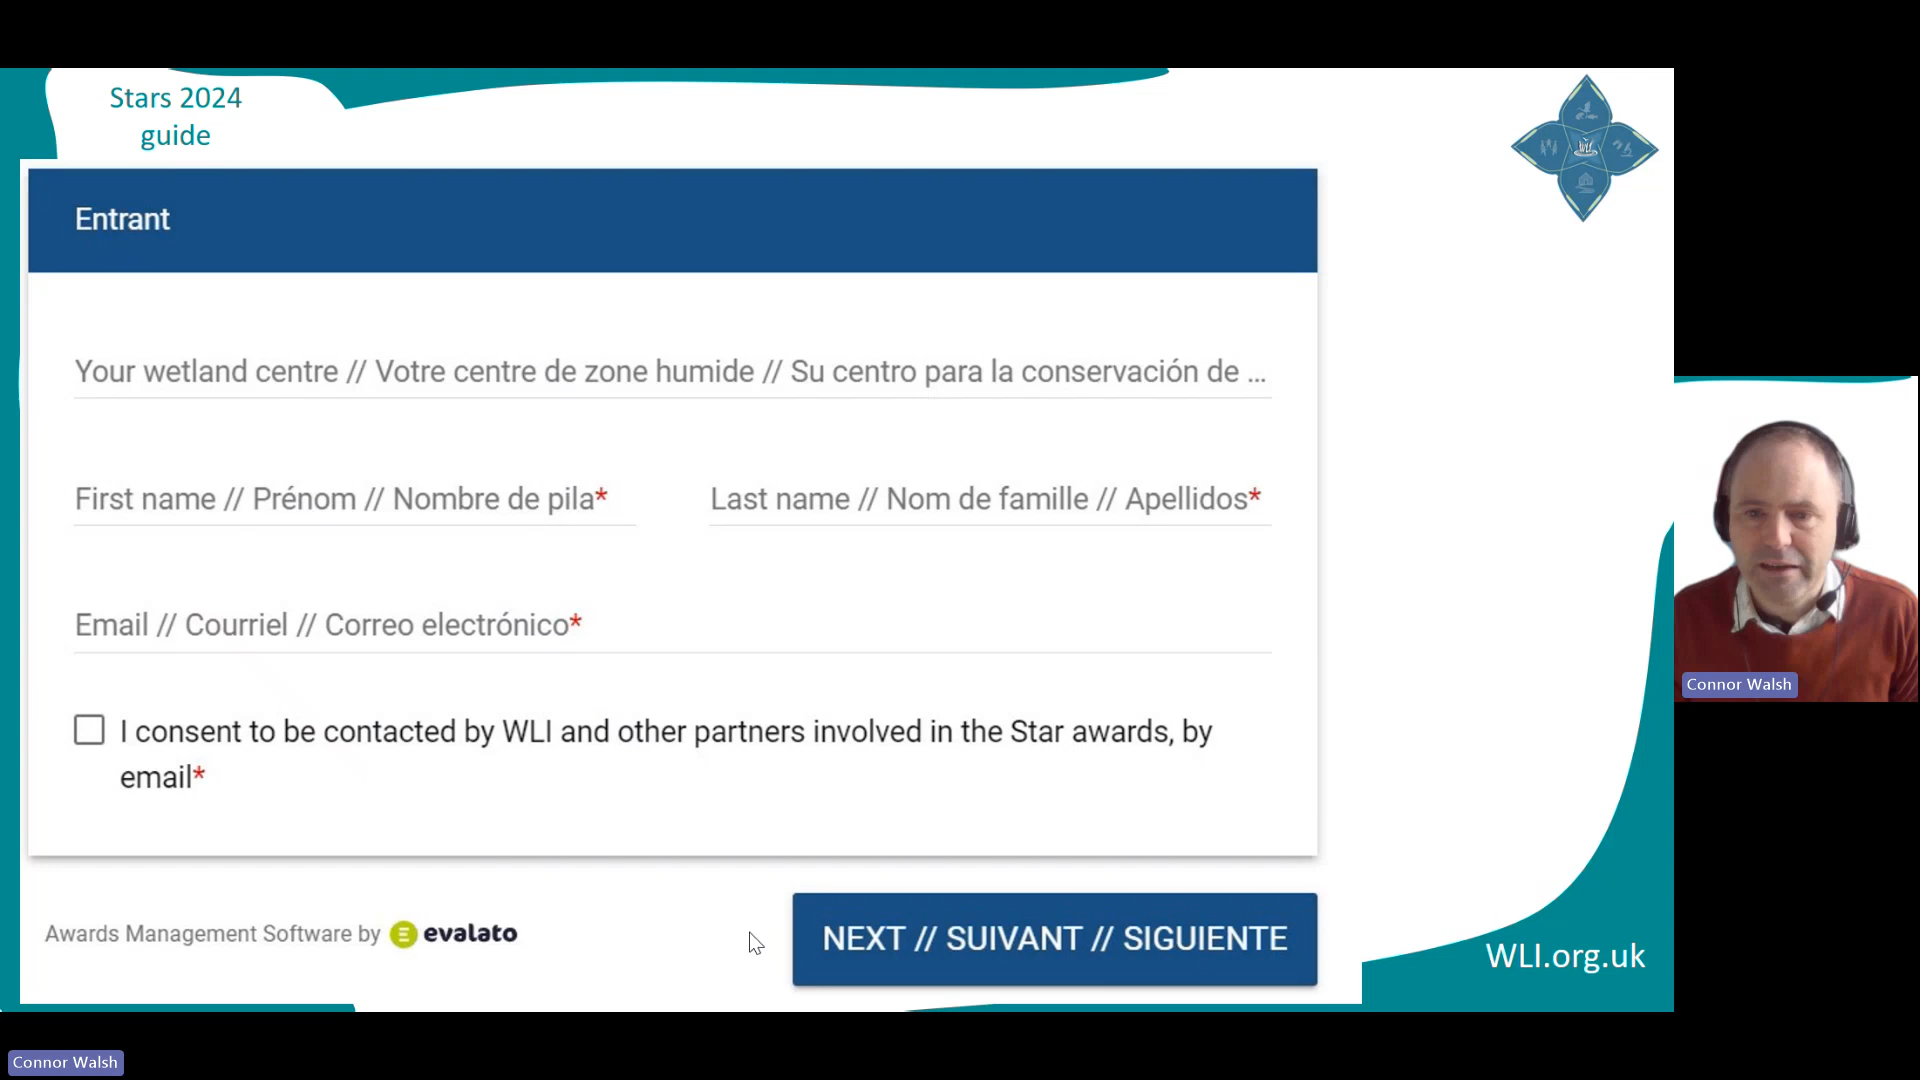 Stars 2024
guide
WLI
Entrant
Your wetland centre // Votre centre de zone humide // Su centro para la conservación de ...
First name // Prénom // Nombre de pila*
Last name // Nom de famille // Apellidos*
Email // Courriel // Correo electrónico*
I consent to be contacted by WLI and other partners involved in the Star awards, by
email*
Awards Management Software by evalato
NEXT // SUIVANT // SIGUIENTE
WLI.org.uk
Connor Walsh
Connor Walsh